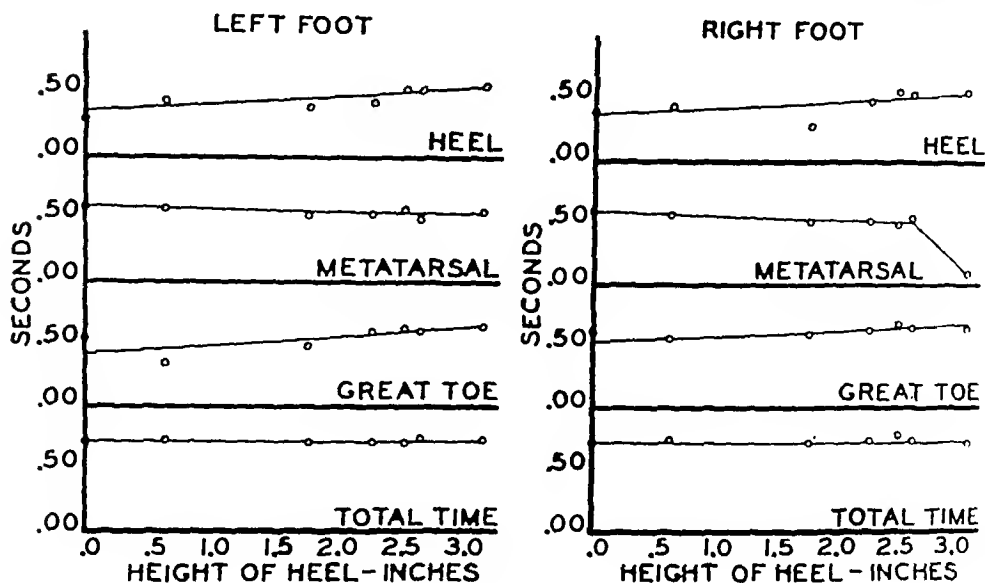 LEFT FOOT
.50
.00
HEEL
.50
.00
METATARSAL
.50
.00
GREAT TOE
.50
.00
TOTAL TIME
SECONDS
.0 .5 1.0 1.5 2.0 2.5 3.0
HEIGHT OF HEEL-INCHES
RIGHT FOOT
.50
.00
HEEL
.50
.00
METATARSAL
.50
.00
GREAT TOE
.50
.00
TOTAL TIME
SECONDS
.0 .5 1.0 1.5 2.0 2.5 3.0
HEIGHT OF HEEL-INCHES